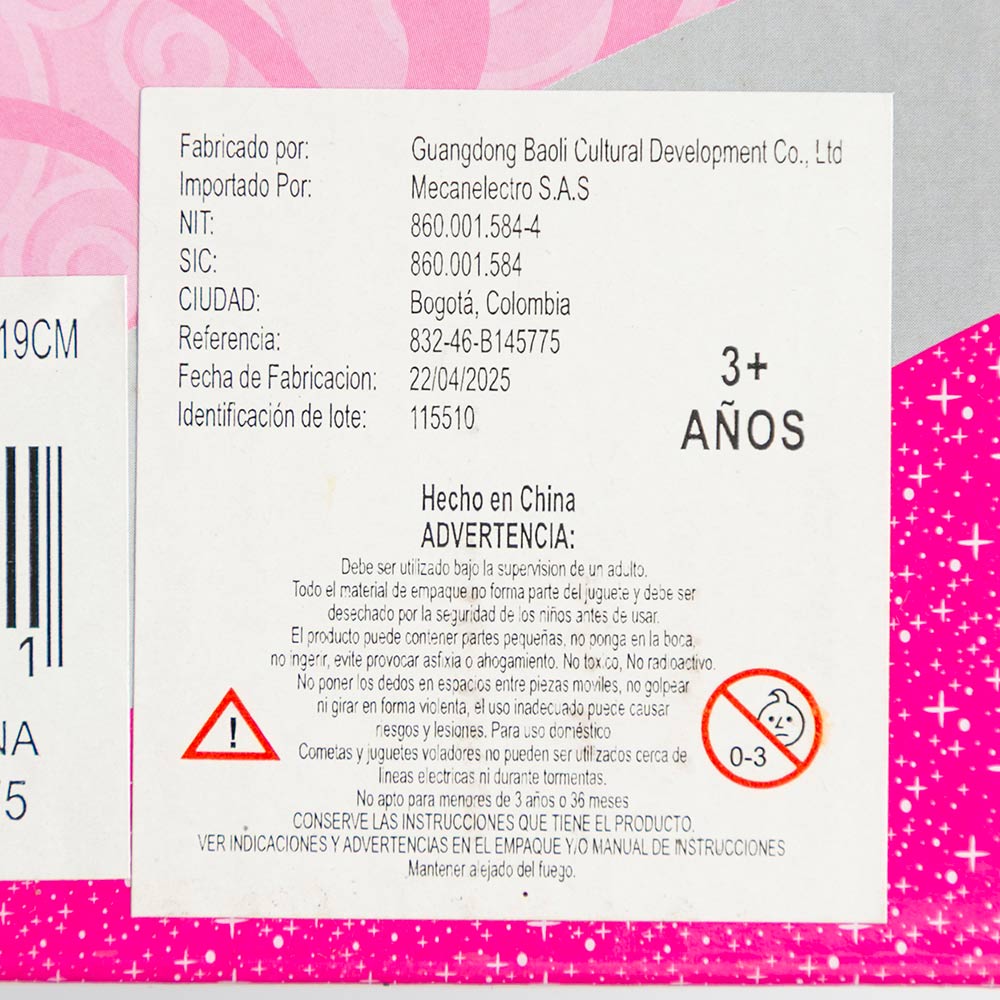 Fabricado por: Guangdong Baoli Cultural Development Co., Ltd
Importado Por: Mecanelectro S.A.S
NIT: 860.001.584-4
SIC: 860.001.584
CIUDAD: Bogotá, Colombia
Referencia: 832-46-B145775
Fecha de Fabricacion: 22/04/2025
Identificación de lote: 115510
3+
AÑOS
Hecho en China
ADVERTENCIA:
Debe ser utilizado bajo la supervision de un adulto.
Todo el material de empaque no forma parte del juguete y debe ser
desechado por la seguridad de los niños antes de usar.
El producto puede contener partes pequeñas, no ponga en la boca,
no ingerir, evite provocar asfixia o ahogamiento. No toxico, No radioactivo.
No poner los dedos en espacios entre piezas moviles, no golpear
ni girar en forma violenta, el uso inadecuado puede causar
riesgos y lesiones. Para uso doméstico
Cometas y juguetes voladores no pueden ser utilizados cerca de
lineas electricas ni durante tormentas.
No apto para menores de 3 años o 36 meses
CONSERVE LAS INSTRUCCIONES QUE TIENE EL PRODUCTO.
VER INDICACIONES Y ADVERTENCIAS EN EL EMPAQUE Y/O MANUAL DE INSTRUCCIONES
Mantener alejado del fuego.
!
0-3
19CM
1
NA
75